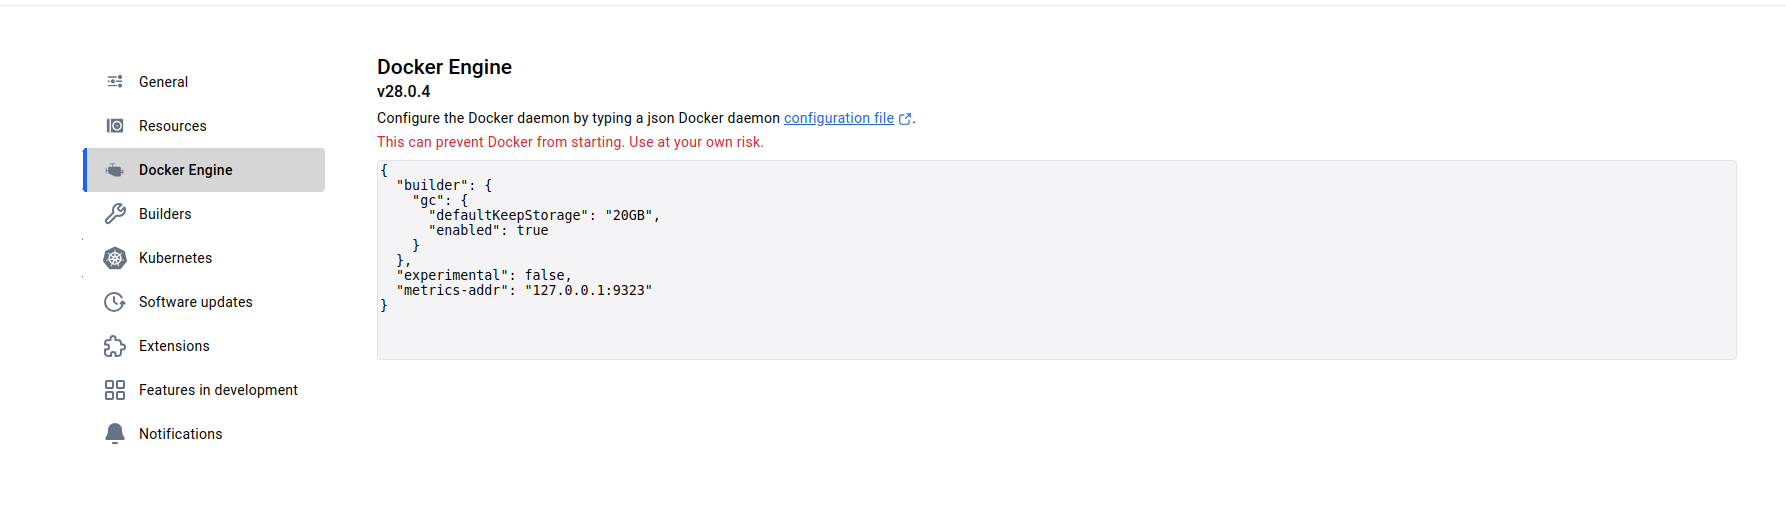 General
Resources
Docker Engine
Builders
Kubernetes
Software updates
Extensions
Features in development
Notifications
Docker Engine
v28.0.4
Configure the Docker daemon by typing a json Docker daemon configuration file.
This can prevent Docker from starting. Use at your own risk.
{
  "builder": {
    "gc": {
      "defaultKeepStorage": "20GB",
      "enabled": true
    }
  },
  "experimental": false,
  "metrics-addr": "127.0.0.1:9323"
}